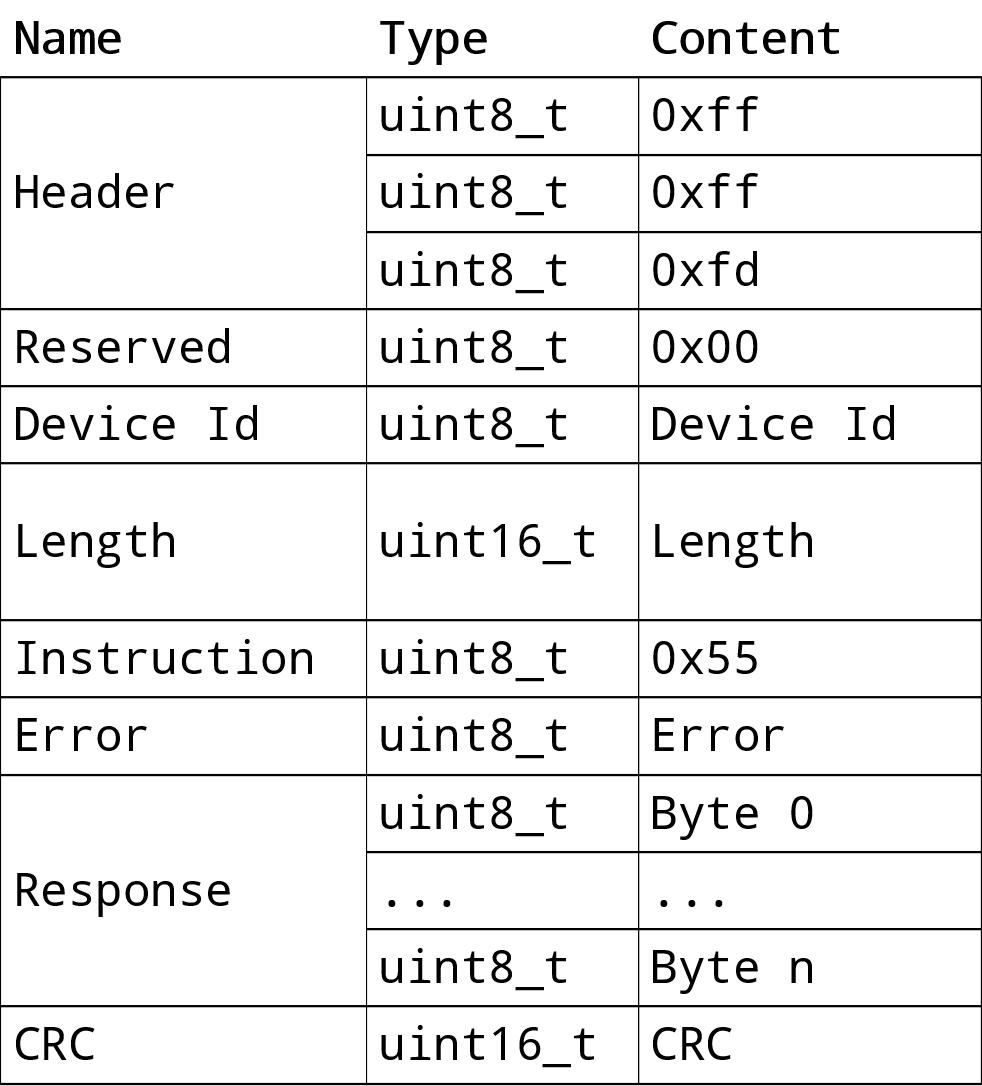 Name Type Content
Header uint8_t 0xff
uint8_t 0xff
uint8_t 0xfd
Reserved uint8_t 0x00
Device Id uint8_t Device Id
Length uint16_t Length
Instruction uint8_t 0x55
Error uint8_t Error
Response uint8_t Byte 0
... ...
uint8_t Byte n
CRC uint16_t CRC